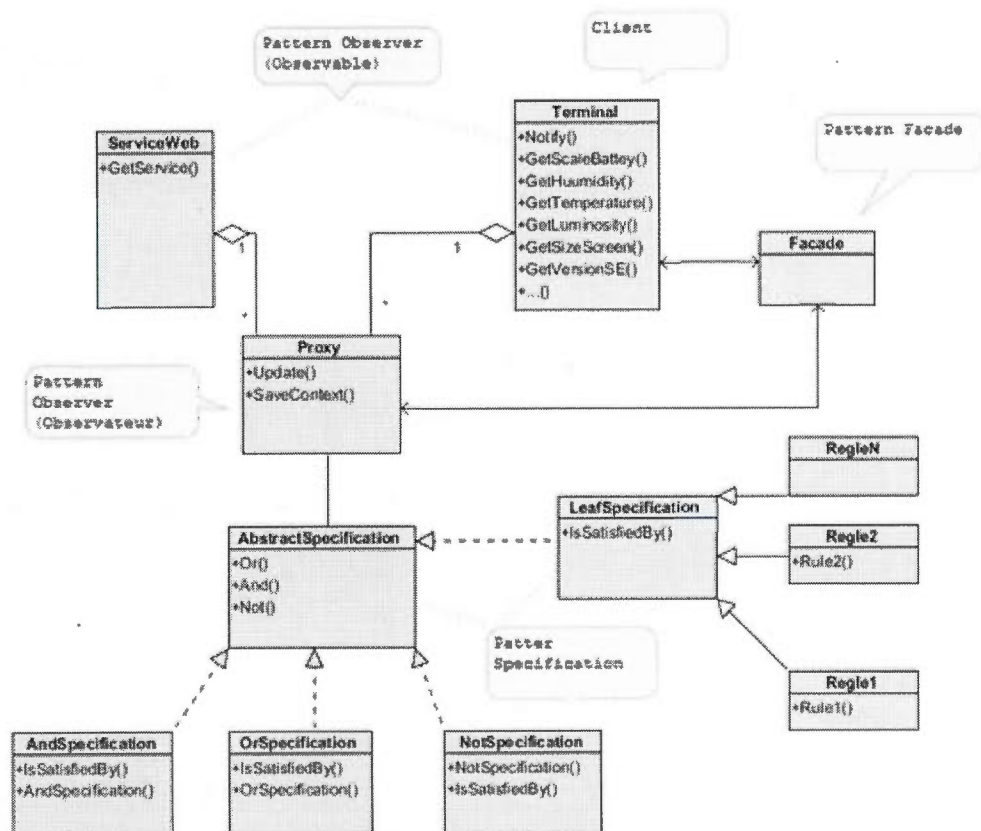 Pattern Observer
(Observable)
Client
Pattern Facade
ServiceWeb
+GetService()
Terminal
+Notify()
+GetScaleBattey()
+GetHuumidity()
+GetTemperature()
+GetLuminosity()
+GetSizeScreen()
+GetVersionSE()
+...()
Facade
1
1
*
*
Proxy
+Update()
+SaveContext()
Pattern
Observer
(Observateur)
RegleN
LeafSpecification
+IsSatisfiedBy()
Regle2
+Rule2()
AbstractSpecification
+Or()
+And()
+Not()
Patter
Specification
Regle1
+Rule1()
AndSpecification
+IsSatisfiedBy()
+AndSpecification()
OrSpecification
+IsSatisfiedBy()
+OrSpecification()
NotSpecification
+NotSpecification()
+IsSatisfiedBy()